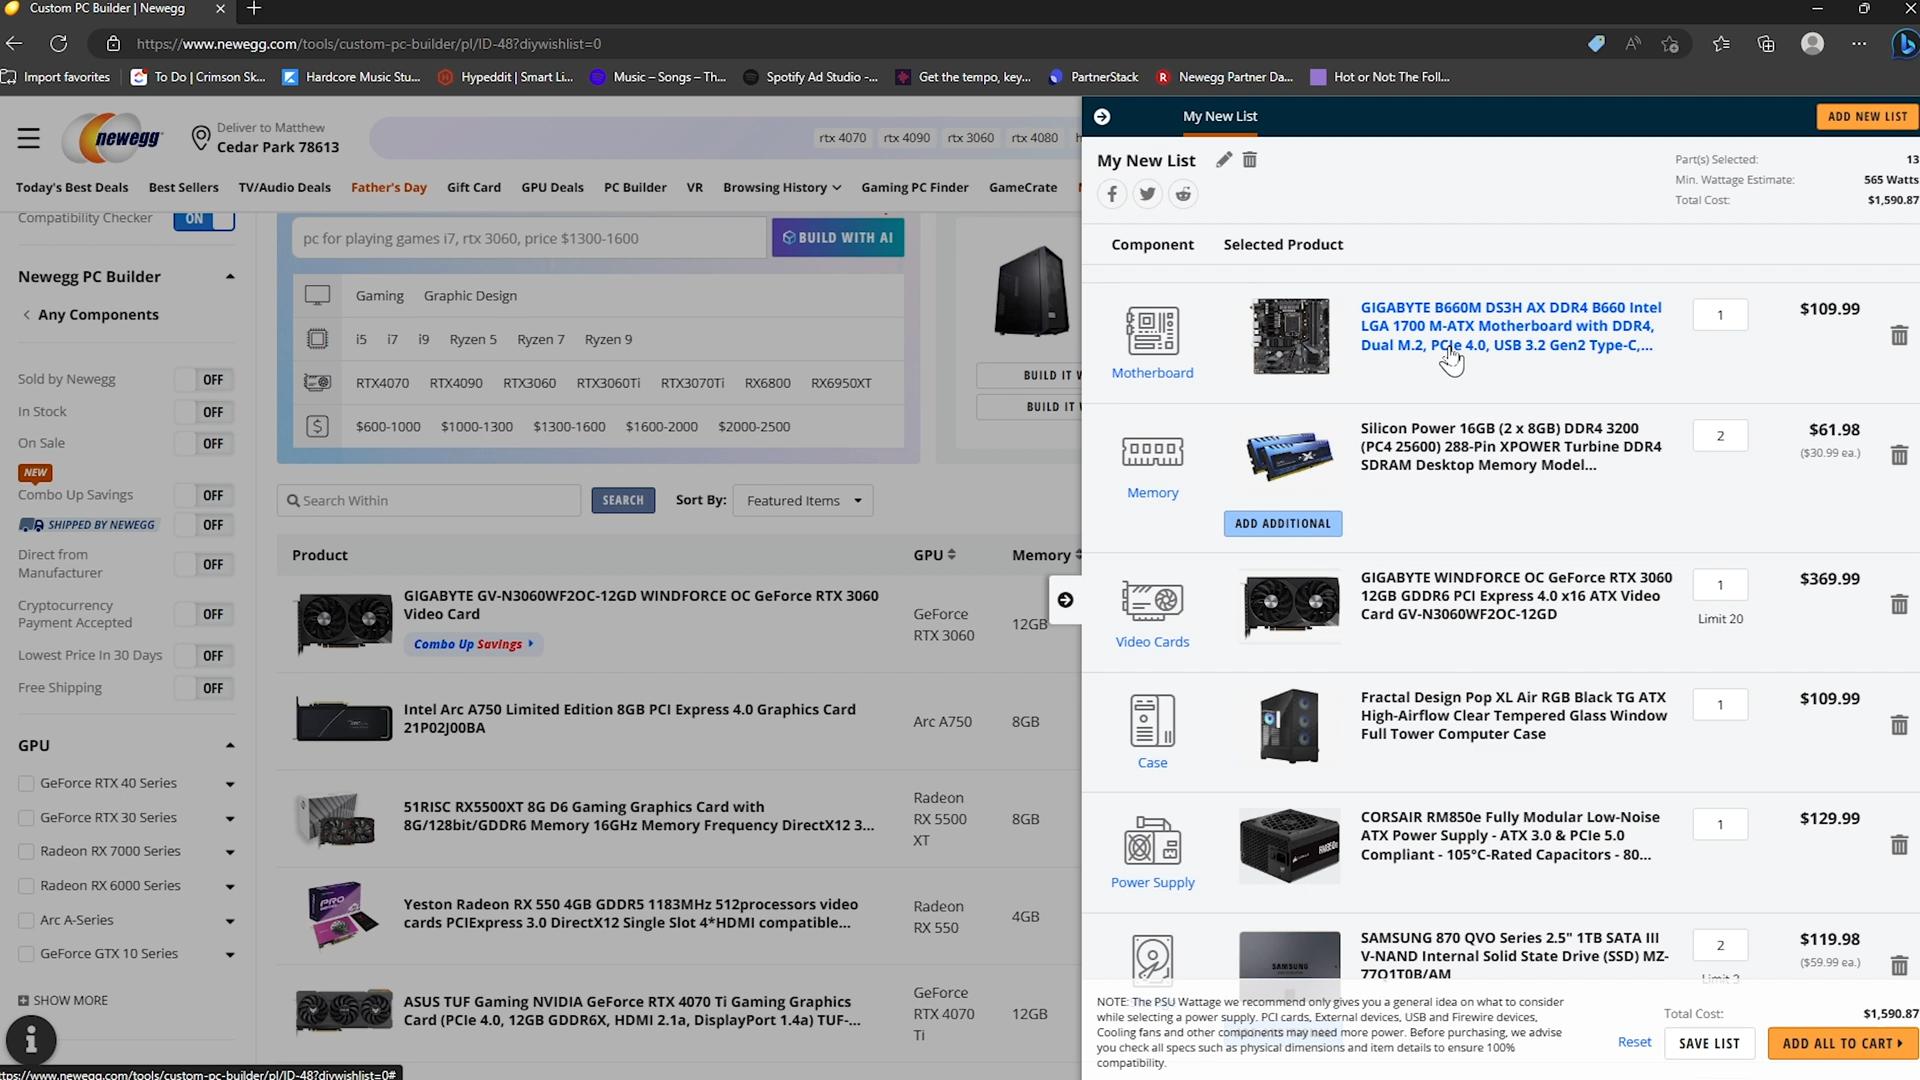 Custom PC Builder | Newegg
https://www.newegg.com/tools/custom-pc-builder/pl/ID-48?diywishlist=0
Import favorites
To Do | Crimson Sk...
Hardcore Music Stu...
Hypeddit | Smart Li...
Music – Songs – Th...
Spotify Ad Studio -...
Get the tempo, key...
PartnerStack
Newegg Partner Da...
Hot or Not: The Foll...
newegg
Deliver to Matthew
Cedar Park 78613
rtx 4070
rtx 4090
rtx 3060
rtx 4080
Today's Best Deals
Best Sellers
TV/Audio Deals
Father's Day
Gift Card
GPU Deals
PC Builder
VR
Browsing History
Gaming PC Finder
GameCrate
Compatibility Checker
ON
Newegg PC Builder
Any Components
Sold by Newegg
OFF
In Stock
OFF
On Sale
OFF
NEW
Combo Up Savings
OFF
SHIPPED BY NEWEGG
OFF
Direct from
Manufacturer
OFF
Cryptocurrency
Payment Accepted
OFF
Lowest Price In 30 Days
OFF
Free Shipping
OFF
GPU
GeForce RTX 40 Series
GeForce RTX 30 Series
Radeon RX 7000 Series
Radeon RX 6000 Series
Arc A-Series
GeForce GTX 10 Series
SHOW MORE
pc for playing games i7, rtx 3060, price $1300-1600
BUILD WITH AI
Gaming Graphic Design
i5 i7 i9 Ryzen 5 Ryzen 7 Ryzen 9
RTX4070 RTX4090 RTX3060 RTX3060Ti RTX3070Ti RX6800 RX6950XT
$600-1000 $1000-1300 $1300-1600 $1600-2000 $2000-2500
BUILD IT
BUILD IT
Search Within
SEARCH
Sort By:
Featured Items
Product
GPU
Memory
GIGABYTE GV-N3060WF2OC-12GD WINDFORCE OC GeForce RTX 3060
Video Card
Combo Up Savings
GeForce
RTX 3060
12GB
Intel Arc A750 Limited Edition 8GB PCI Express 4.0 Graphics Card
21P02J00BA
Arc A750
8GB
51RISC RX5500XT 8G D6 Gaming Graphics Card with
8G/128bit/GDDR6 Memory 16GHz Memory Frequency DirectX12 3...
Radeon
RX 5500
XT
8GB
Yeston Radeon RX 550 4GB GDDR5 1183MHz 512processors video
cards PCIExpress 3.0 DirectX12 Single Slot 4*HDMI compatible...
Radeon
RX 550
4GB
ASUS TUF Gaming NVIDIA GeForce RTX 4070 Ti Gaming Graphics
Card (PCIe 4.0, 12GB GDDR6X, HDMI 2.1a, DisplayPort 1.4a) TUF-...
GeForce
RTX 4070
Ti
12GB
My New List
ADD NEW LIST
My New List
Part(s) Selected: 13
Min. Wattage Estimate: 565 Watts
Total Cost: $1,590.87
Component
Selected Product
Motherboard
GIGABYTE B660M DS3H AX DDR4 B660 Intel
LGA 1700 M-ATX Motherboard with DDR4,
Dual M.2, PCIe 4.0, USB 3.2 Gen2 Type-C,...
1
$109.99
Memory
Silicon Power 16GB (2 x 8GB) DDR4 3200
(PC4 25600) 288-Pin XPOWER Turbine DDR4
SDRAM Desktop Memory Model...
2
$61.98
($30.99 ea.)
ADD ADDITIONAL
Video Cards
GIGABYTE WINDFORCE OC GeForce RTX 3060
12GB GDDR6 PCI Express 4.0 x16 ATX Video
Card GV-N3060WF2OC-12GD
1
Limit 20
$369.99
Case
Fractal Design Pop XL Air RGB Black TG ATX
High-Airflow Clear Tempered Glass Window
Full Tower Computer Case
1
$109.99
Power Supply
CORSAIR RM850e Fully Modular Low-Noise
ATX Power Supply - ATX 3.0 & PCIe 5.0
Compliant - 105°C-Rated Capacitors - 80...
1
$129.99
SAMSUNG
SAMSUNG 870 QVO Series 2.5" 1TB SATA III
V-NAND Internal Solid State Drive (SSD) MZ-
77Q1T0B/AM
2
$119.98
($59.99 ea.)
NOTE: The PSU Wattage we recommend only gives you a general idea on what to consider
while selecting a power supply. PCI cards, External devices, USB and Firewire devices,
Cooling fans and other components may need more power. Before purchasing, we advise
you check all specs such as physical dimensions and item details to ensure 100%
compatibility.
Total Cost: $1,590.87
Reset
SAVE LIST
ADD ALL TO CART
https://www.newegg.com/tools/custom-pc-builder/pl/ID-48?diywishlist=0#